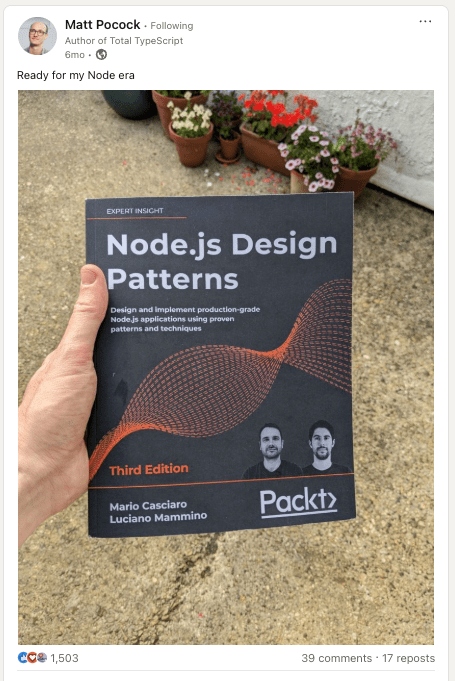 Matt Pocock · Following
Author of Total TypeScript
6mo ·
Ready for my Node era
EXPERT INSIGHT
Node.js Design
Patterns
Design and implement production-grade
Node.js applications using proven
patterns and techniques
Third Edition
Mario Casciaro
Luciano Mammino
Packt>
1,503
39 comments · 17 reposts